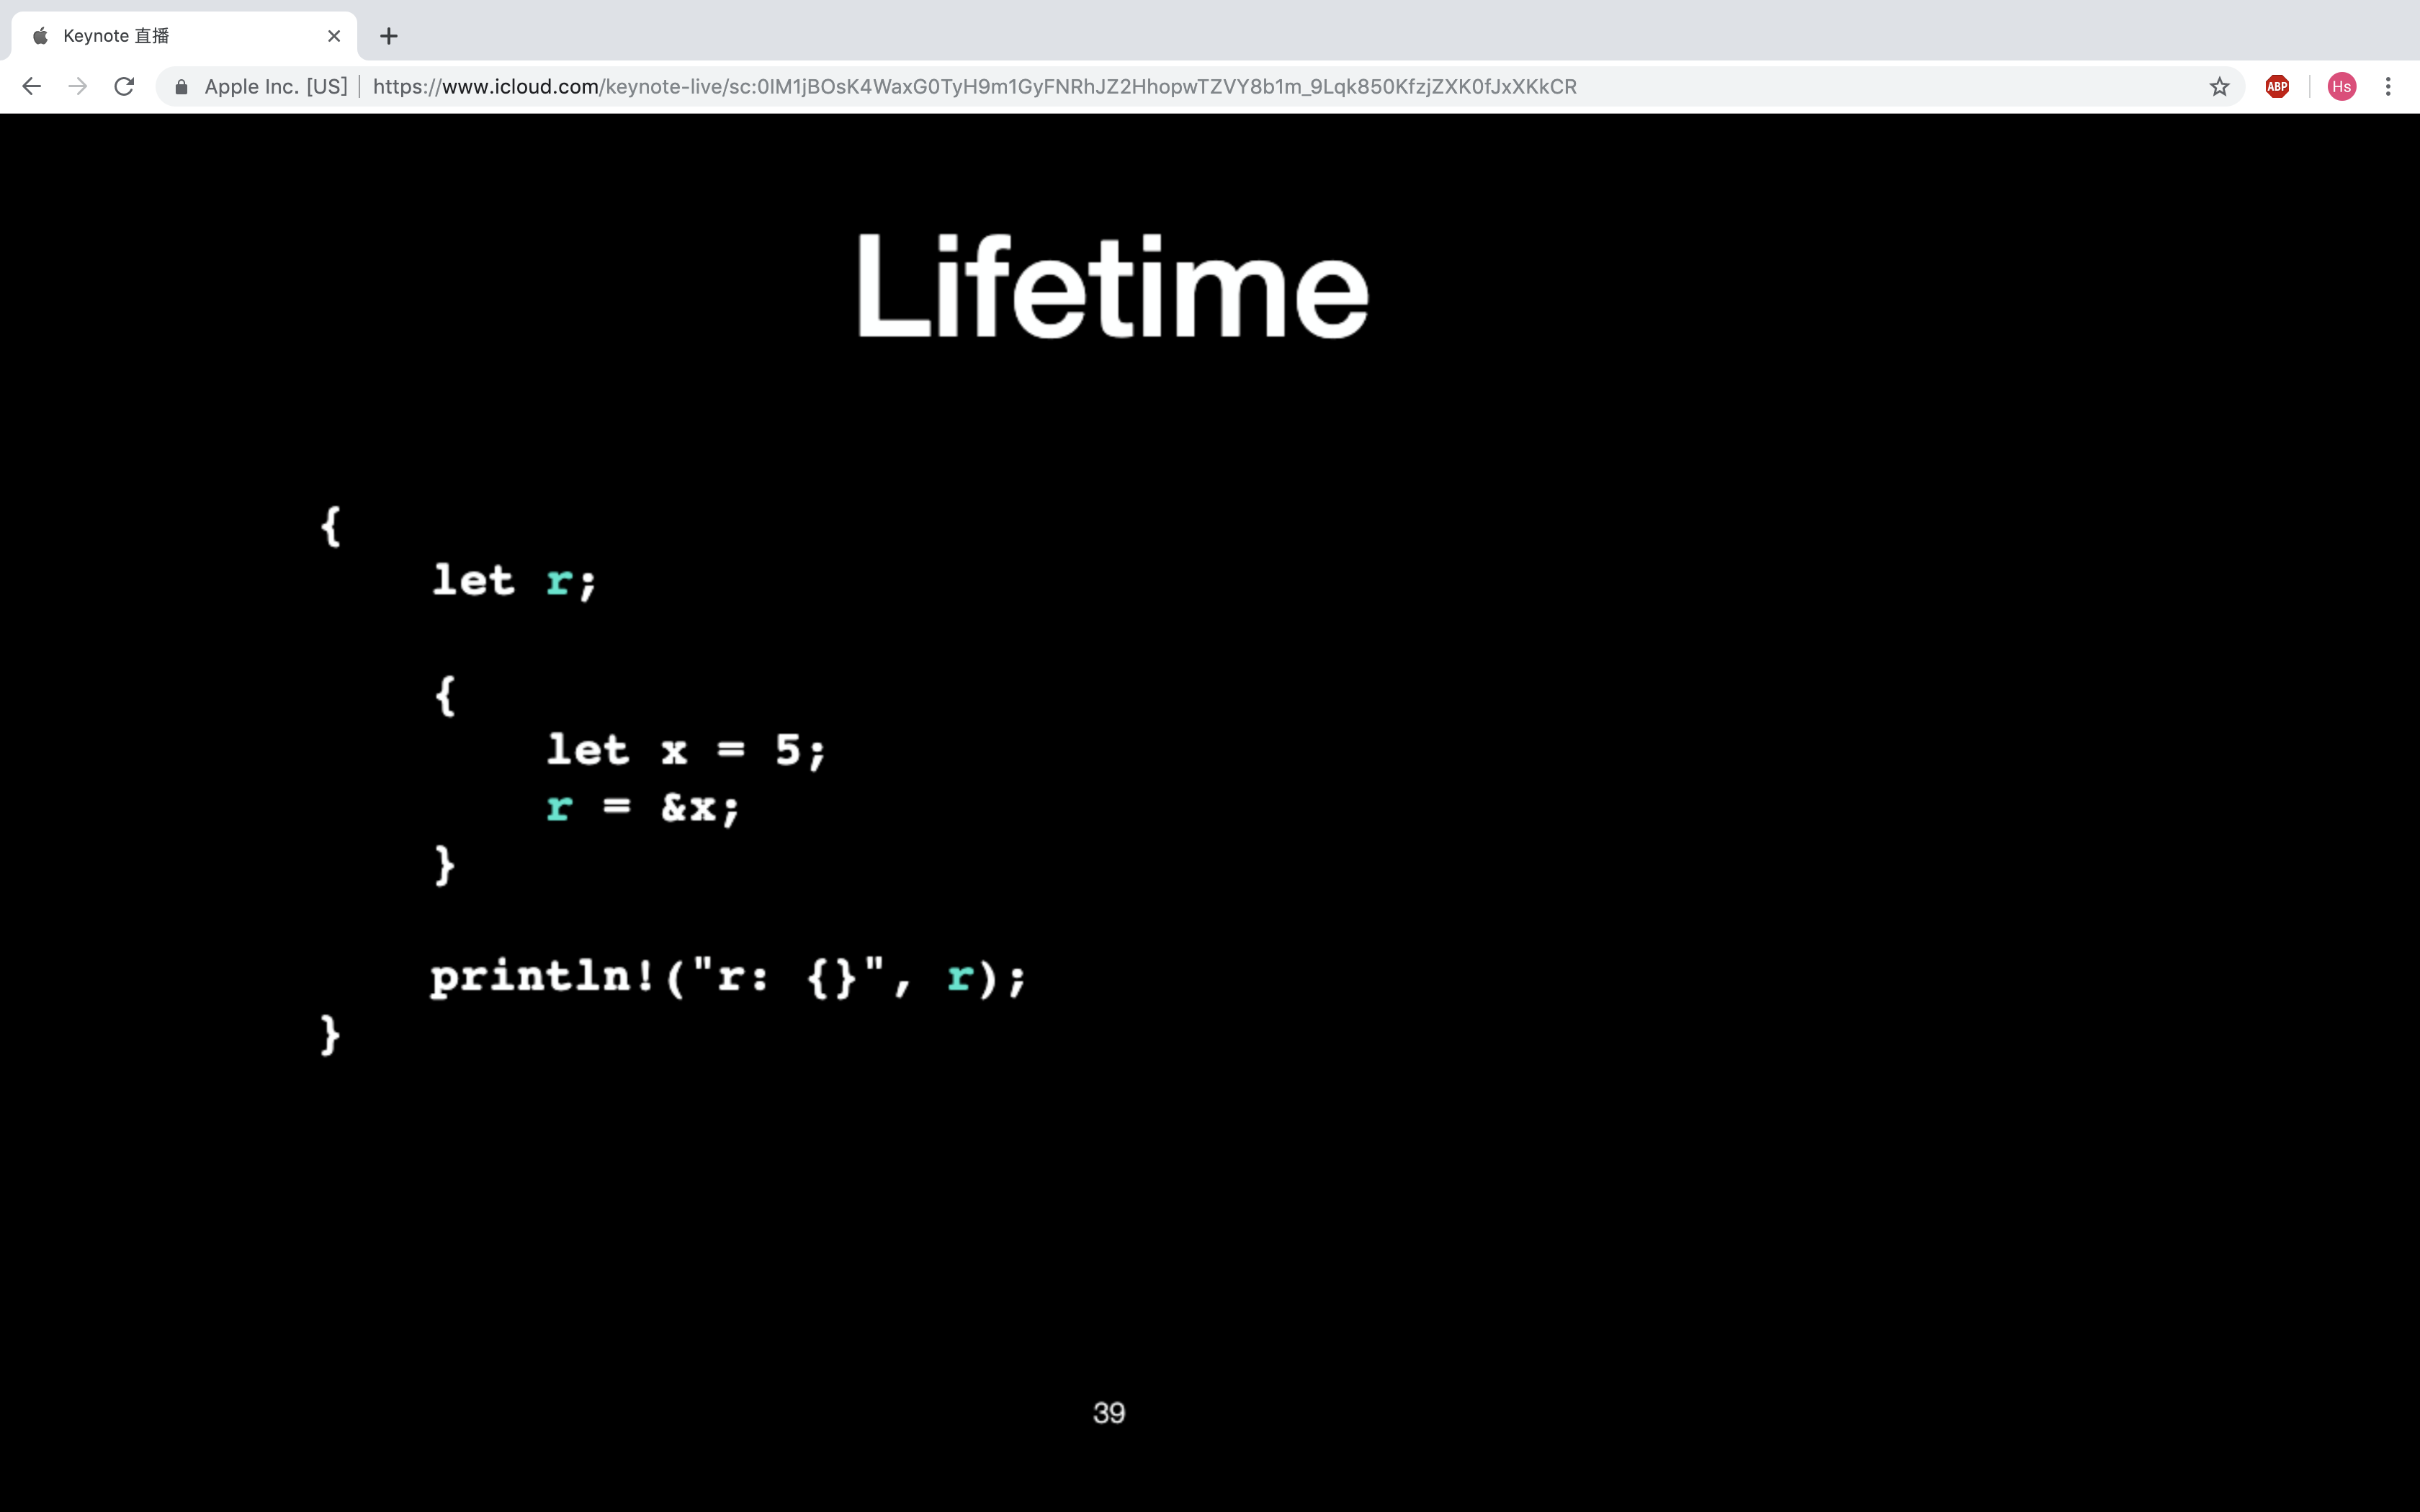 Keynote 直播
Apple Inc. [US] https://www.icloud.com/keynote-live/sc:0IM1jBOsK4WaxG0TyH9m1GyFNRhJZ2HhopwTZVY8b1m_9Lqk850KfzjZXK0fJxXKkCR
ABP
Hs
Lifetime
{
let r;
{
let x = 5;
r = &x;
}
println!("r: {}", r);
}
39